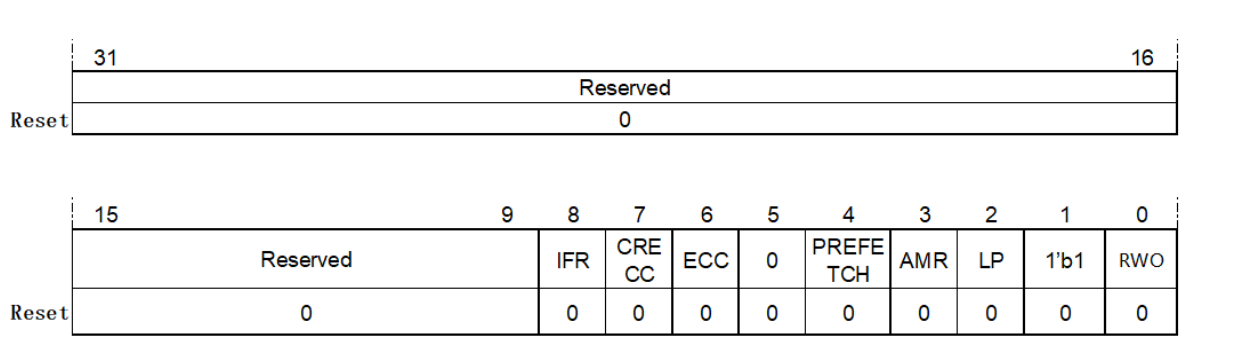 31 16
Reserved
Reset 0
15 9 8 7 6 5 4 3 2 1 0
Reserved IFR CRE CC ECC 0 PREFE TCH AMR LP 1'b1 RWO
Reset 0 0 0 0 0 0 0 0 0 0